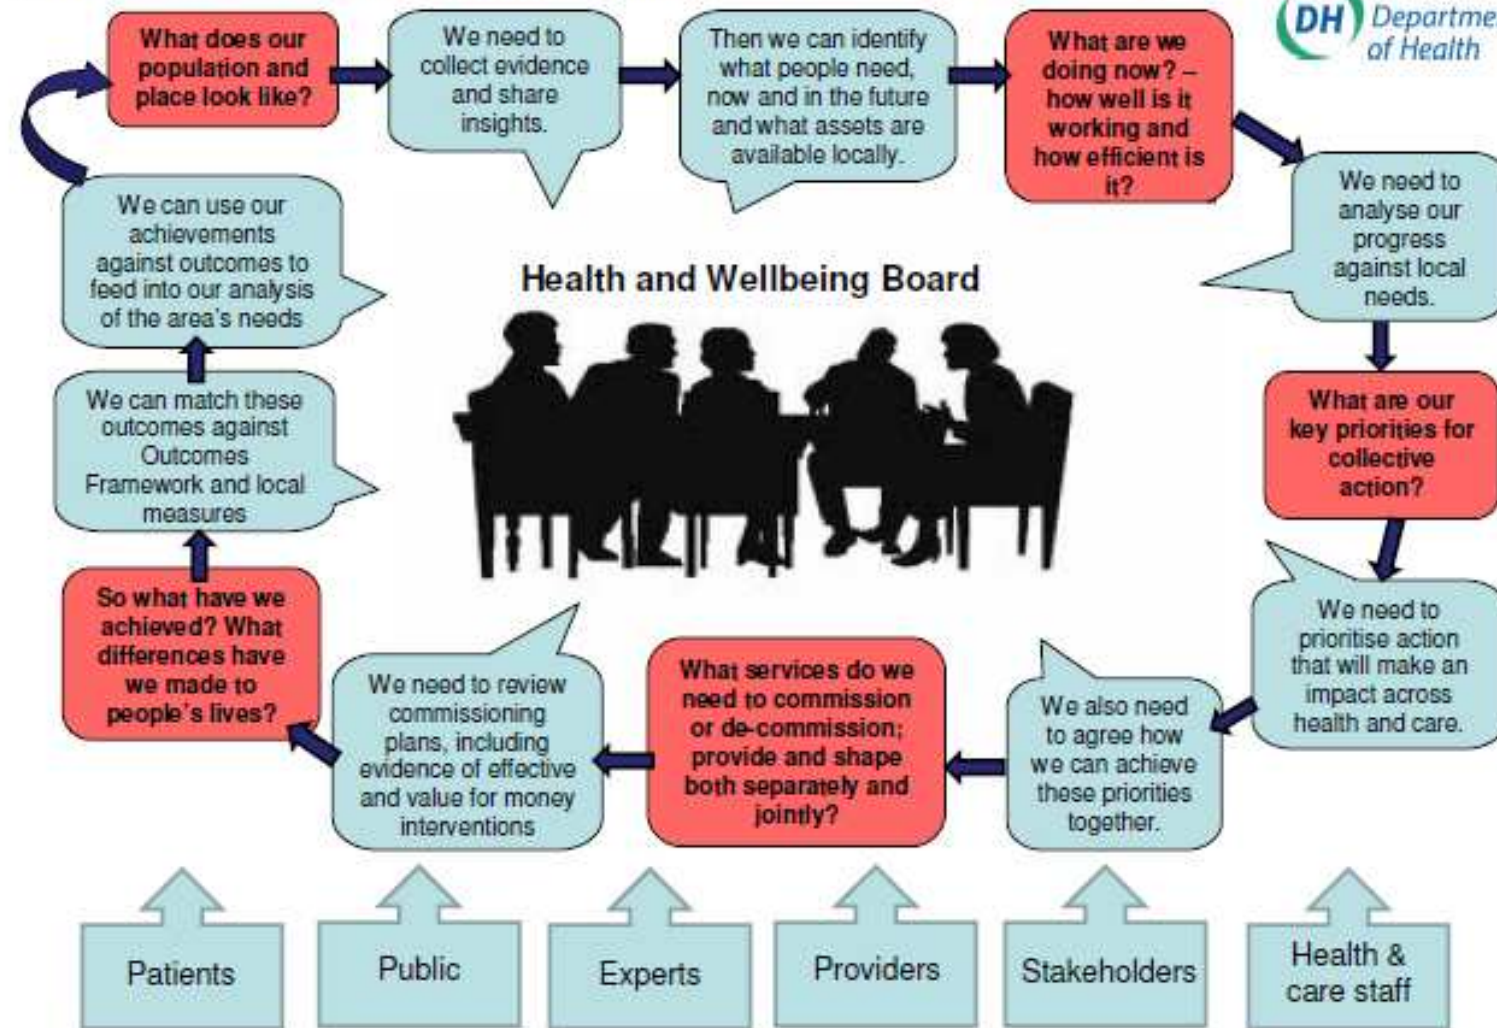 What does our
population and
place look like?
We need to
collect evidence
and share
insights.
Then we can identify
what people need,
now and in the future
and what assets are
available locally.
What are we
doing now? –
how well is it
working and
how efficient is
it?
DH
Departme
of Health
We need to
analyse our
progress
against local
needs.
What are our
key priorities for
collective
action?
We need to
prioritise action
that will make an
impact across
health and care.
We also need
to agree how
we can achieve
these priorities
together.
What services do we
need to commission
or de-commission;
provide and shape
both separately and
jointly?
We need to review
commissioning
plans, including
evidence of effective
and value for money
interventions
So what have we
achieved? What
differences have
we made to
people's lives?
We can match these
outcomes against
Outcomes
Framework and local
measures
We can use our
achievements
against outcomes to
feed into our analysis
of the area's needs
Health and Wellbeing Board
Patients
Public
Experts
Providers
Stakeholders
Health &
care staff